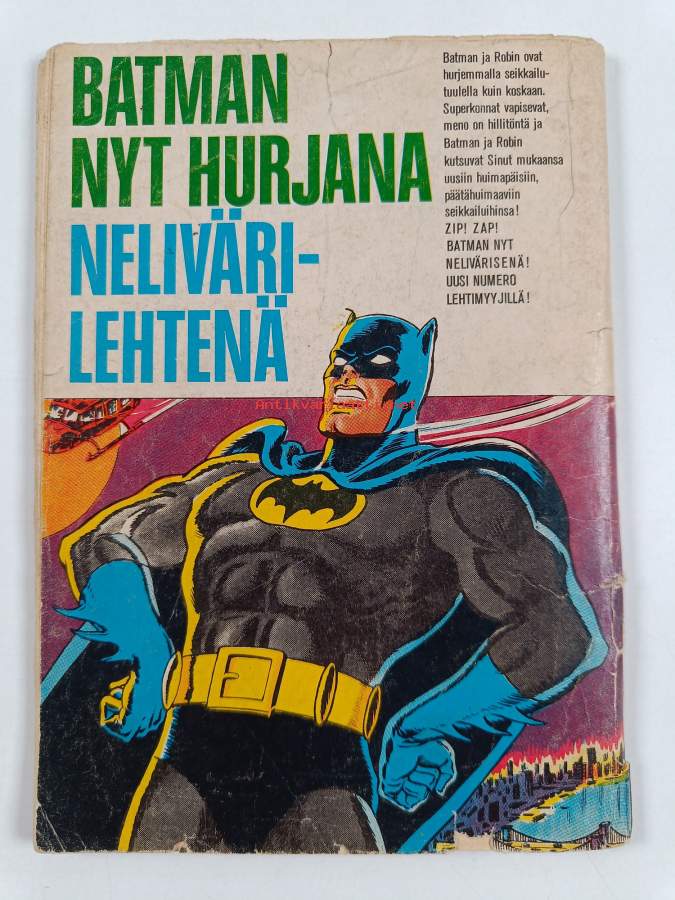 BATMAN
NYT HURJANA
NELIVÄRI-
LEHTENÄ
Batman ja Robin ovat
hurjemmalla seikkailu-
tuulella kuin koskaan.
Superkonnat vapisevat,
meno on hillitöntä ja
Batman ja Robin
kutsuvat Sinut mukaansa
uusiin huimapäisiin,
päätähuimaaviin
seikkailuihinsa!
ZIP! ZAP!
BATMAN NYT
NELIVÄRISENÄ!
UUSI NUMERO
LEHTIMYYJILLÄ!